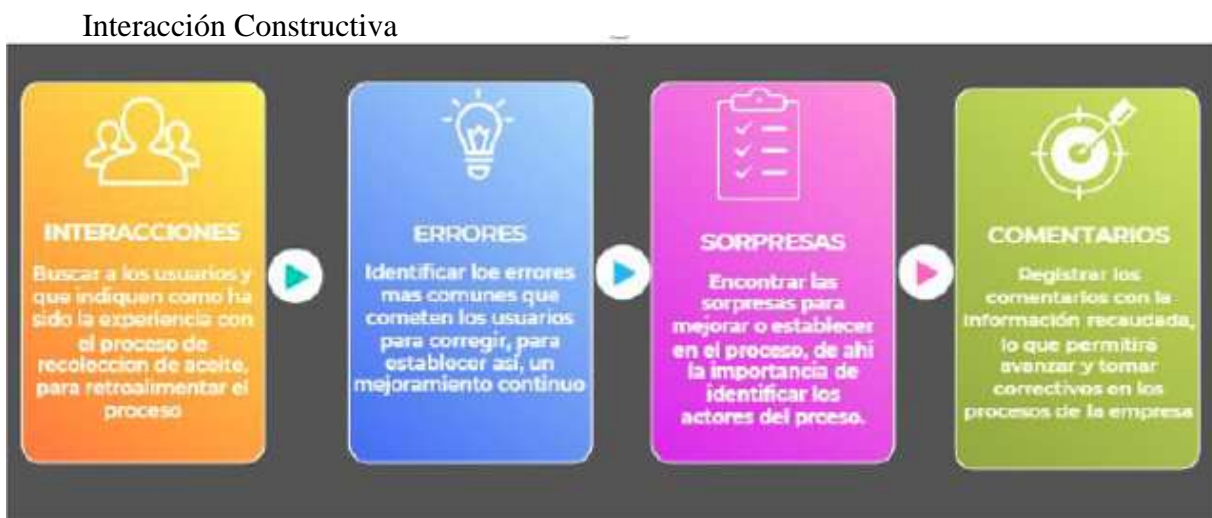 Interacción Constructiva
INTERACCIONES
Buscar a los usuarios y
que indiquen como ha
sido la experiencia con
el proceso de
recoleccion de aceite,
para retroalimentar el
proceso
ERRORES
Identificar loe errores
mas comunes que
cometen los usuarios
para corregir, para
establecer asi, un
mejoramiento continuo
SORPRESAS
Encontrar las
sorpresas para
mejorar o establecer
en el proceso, de ahi
la importancia de
identificar los
actores del prceso.
COMENTARIOS
Registrar los
comentarios con la
información recaudada,
lo que permitira
avanzar y tomar
correctivos en los
procesos de la empresa